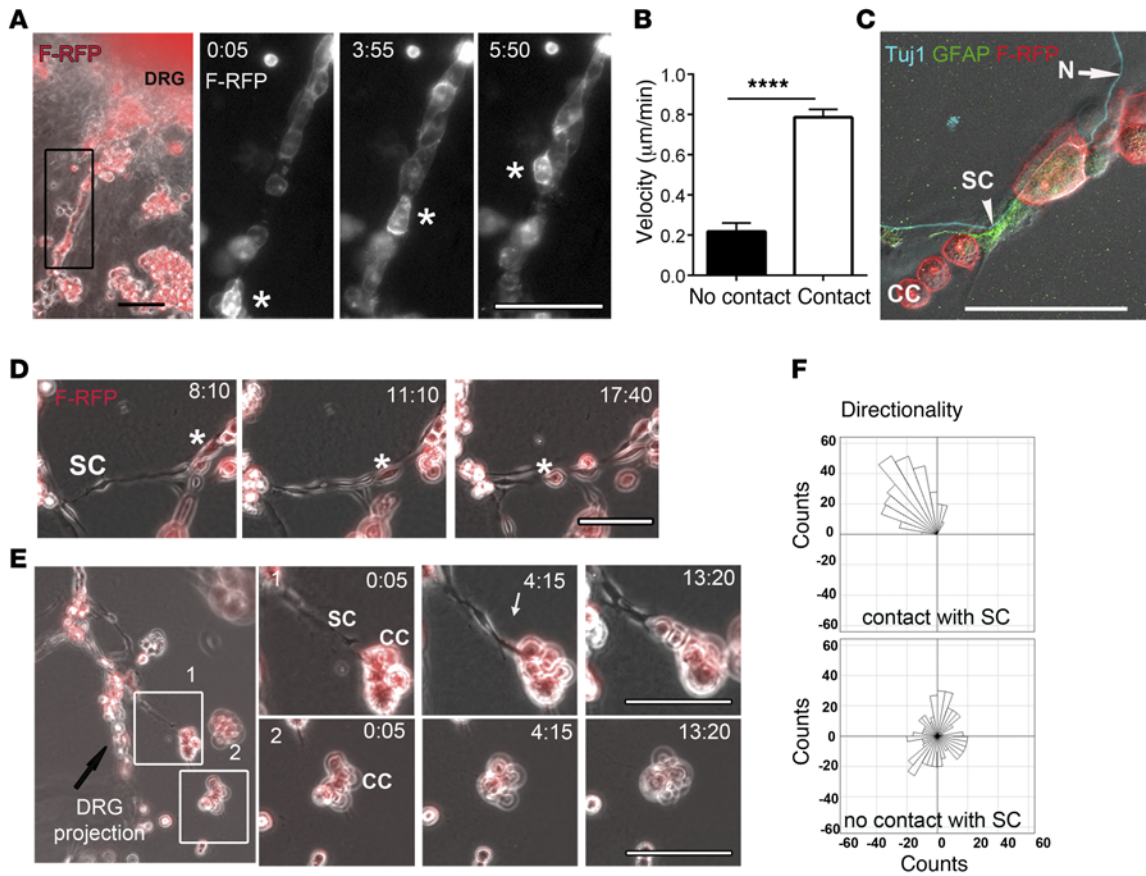 A
F-RFP
DRG
0:05
F-RFP
3:55
5:50
*
*
*
B
Velocity (μm/min)
1.0
0.8
0.6
0.4
0.2
0.0
****
No contact Contact
C
Tuj1 GFAP F-RFP
N
SC
CC
D
F-RFP
8:10
11:10
17:40
SC
*
*
*
E
1
2
DRG
projection
1
0:05
SC
CC
4:15
13:20
2
0:05
CC
4:15
13:20
F
Directionality
Counts
60
40
20
0
-20
-40
-60
contact with SC
Counts
60
40
20
0
-20
-40
-60
no contact with SC
-60 -40 -20 0 20 40 60
Counts